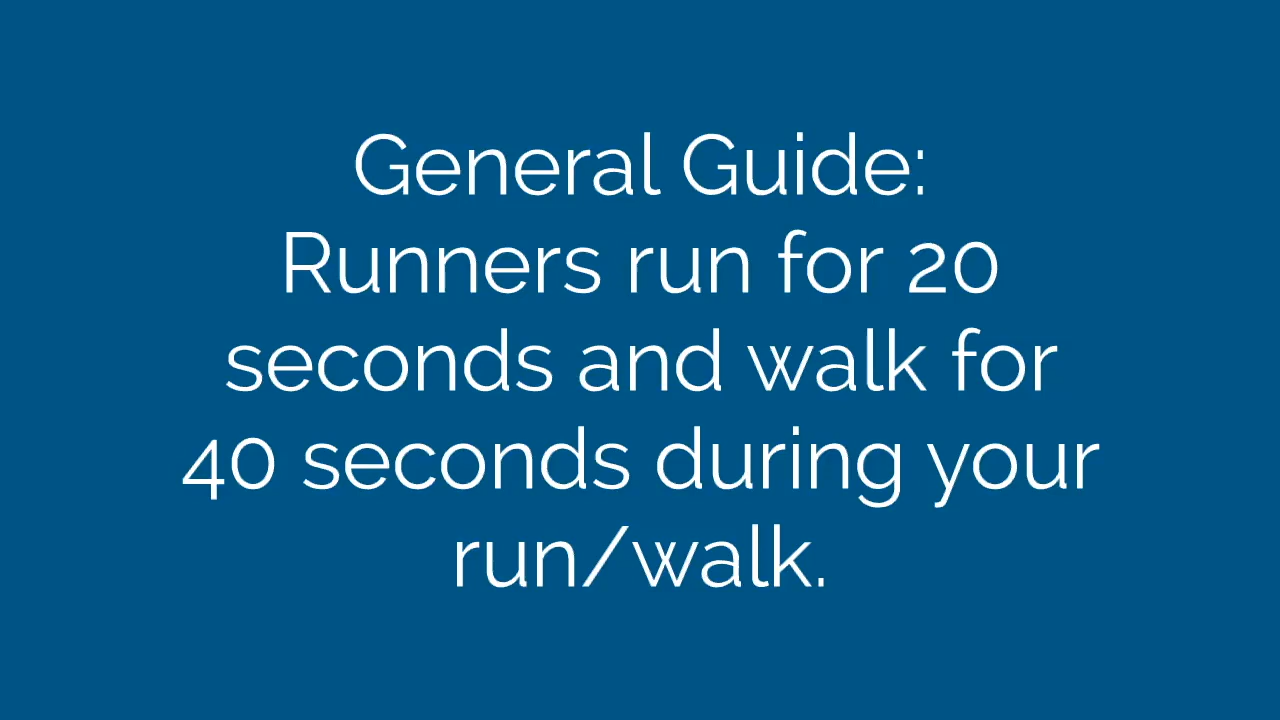 General Guide:
Runners run for 20
seconds and walk for
40 seconds during your
run/walk.